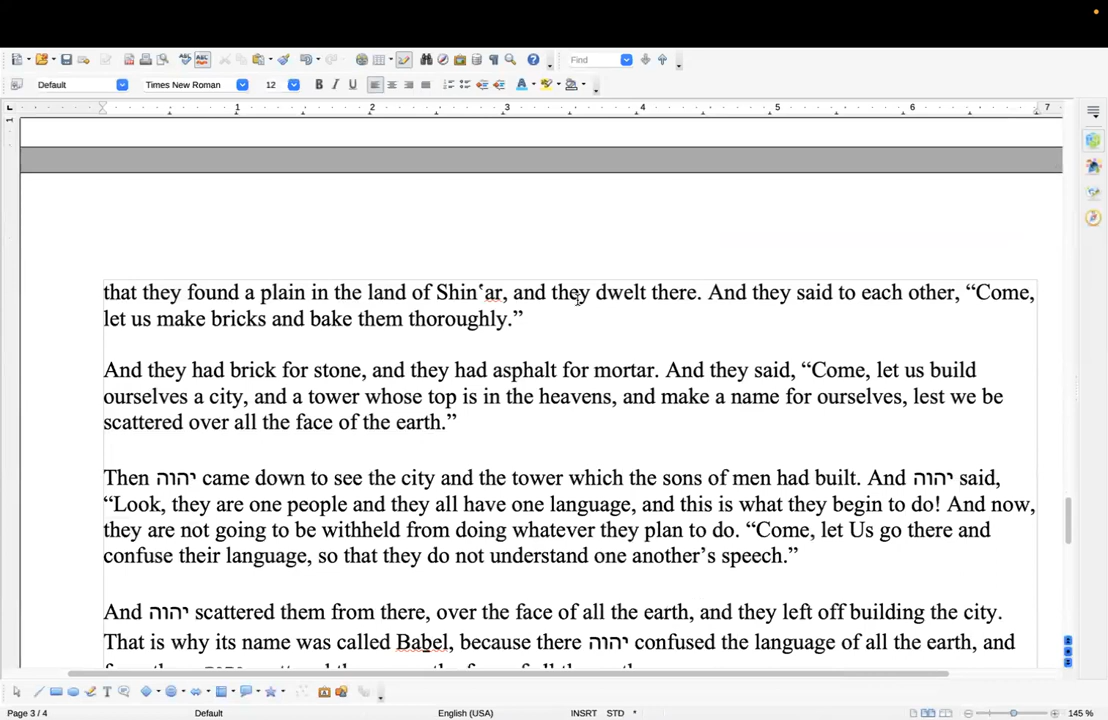 Find
Default
Times New Roman
12
1 2 3 4 5 6 7
1
that they found a plain in the land of Shin‛ar, and they dwelt there. And they said to each other, “Come,
let us make bricks and bake them thoroughly.”
And they had brick for stone, and they had asphalt for mortar. And they said, “Come, let us build
ourselves a city, and a tower whose top is in the heavens, and make a name for ourselves, lest we be
scattered over all the face of the earth.”
Then יהוה came down to see the city and the tower which the sons of men had built. And יהוה said,
“Look, they are one people and they all have one language, and this is what they begin to do! And now,
they are not going to be withheld from doing whatever they plan to do. “Come, let Us go there and
confuse their language, so that they do not understand one another’s speech.”
And יהוה scattered them from there, over the face of all the earth, and they left off building the city.
That is why its name was called Babel, because there יהוה confused the language of all the earth, and
Page 3 / 4
Default
English (USA)
INSRT
STD
*
145 %